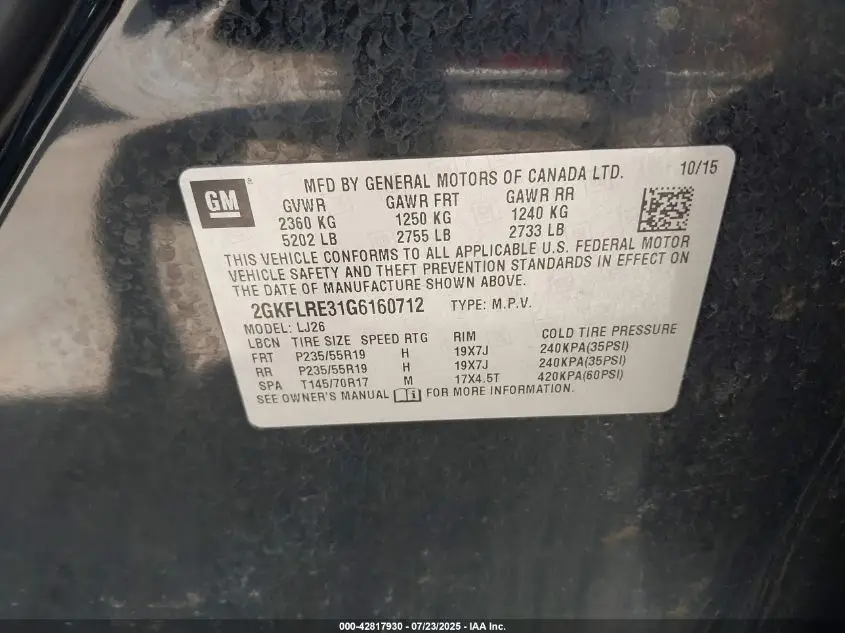 GM ®
MFD BY GENERAL MOTORS OF CANADA LTD. 10/15
GVWR GAWR FRT GAWR RR
2360 KG 1250 KG 1240 KG
5202 LB 2755 LB 2733 LB
THIS VEHICLE CONFORMS TO ALL APPLICABLE U.S. FEDERAL MOTOR
VEHICLE SAFETY AND THEFT PREVENTION STANDARDS IN EFFECT ON
THE DATE OF MANUFACTURE SHOWN ABOVE.
2GKFLRE31G6160712 TYPE: M.P.V.
MODEL: LJ26
LBCN TIRE SIZE SPEED RTG RIM COLD TIRE PRESSURE
FRT P235/55R19 H 19X7J 240KPA(35PSI)
RR P235/55R19 H 19X7J 240KPA(35PSI)
SPA T145/70R17 M 17X4.5T 420KPA(60PSI)
SEE OWNER'S MANUAL FOR MORE INFORMATION.
000-42817930 - 07/23/2025 - IAA Inc.